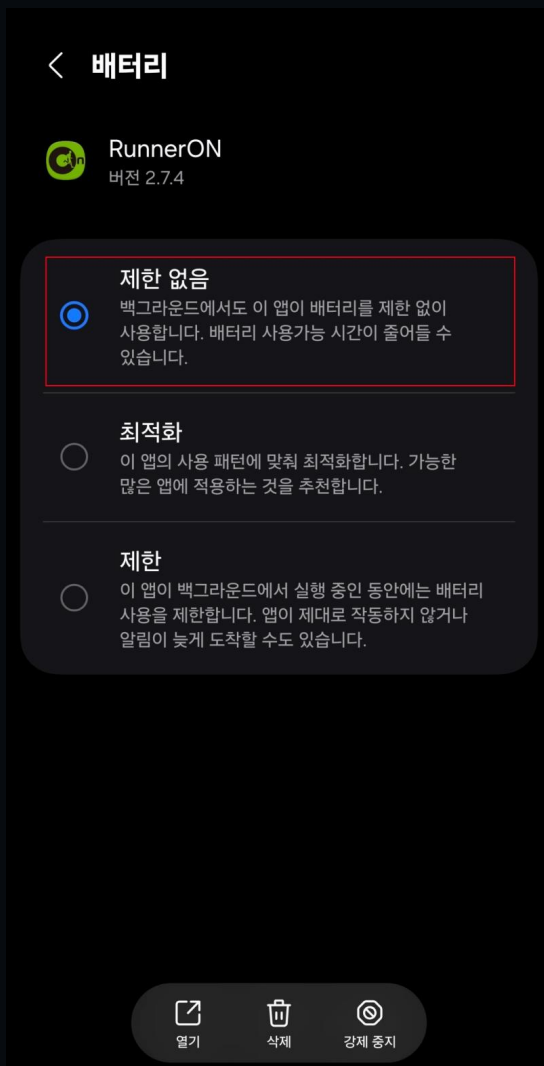 배터리
RunnerON
버전 2.7.4
제한 없음
백그라운드에서도 이 앱이 배터리를 제한 없이
사용합니다. 배터리 사용가능 시간이 줄어들 수
있습니다.
최적화
이 앱의 사용 패턴에 맞춰 최적화합니다. 가능한
많은 앱에 적용하는 것을 추천합니다.
제한
이 앱이 백그라운드에서 실행 중인 동안에는 배터리
사용을 제한합니다. 앱이 제대로 작동하지 않거나
알림이 늦게 도착할 수도 있습니다.
열기
삭제
강제 중지